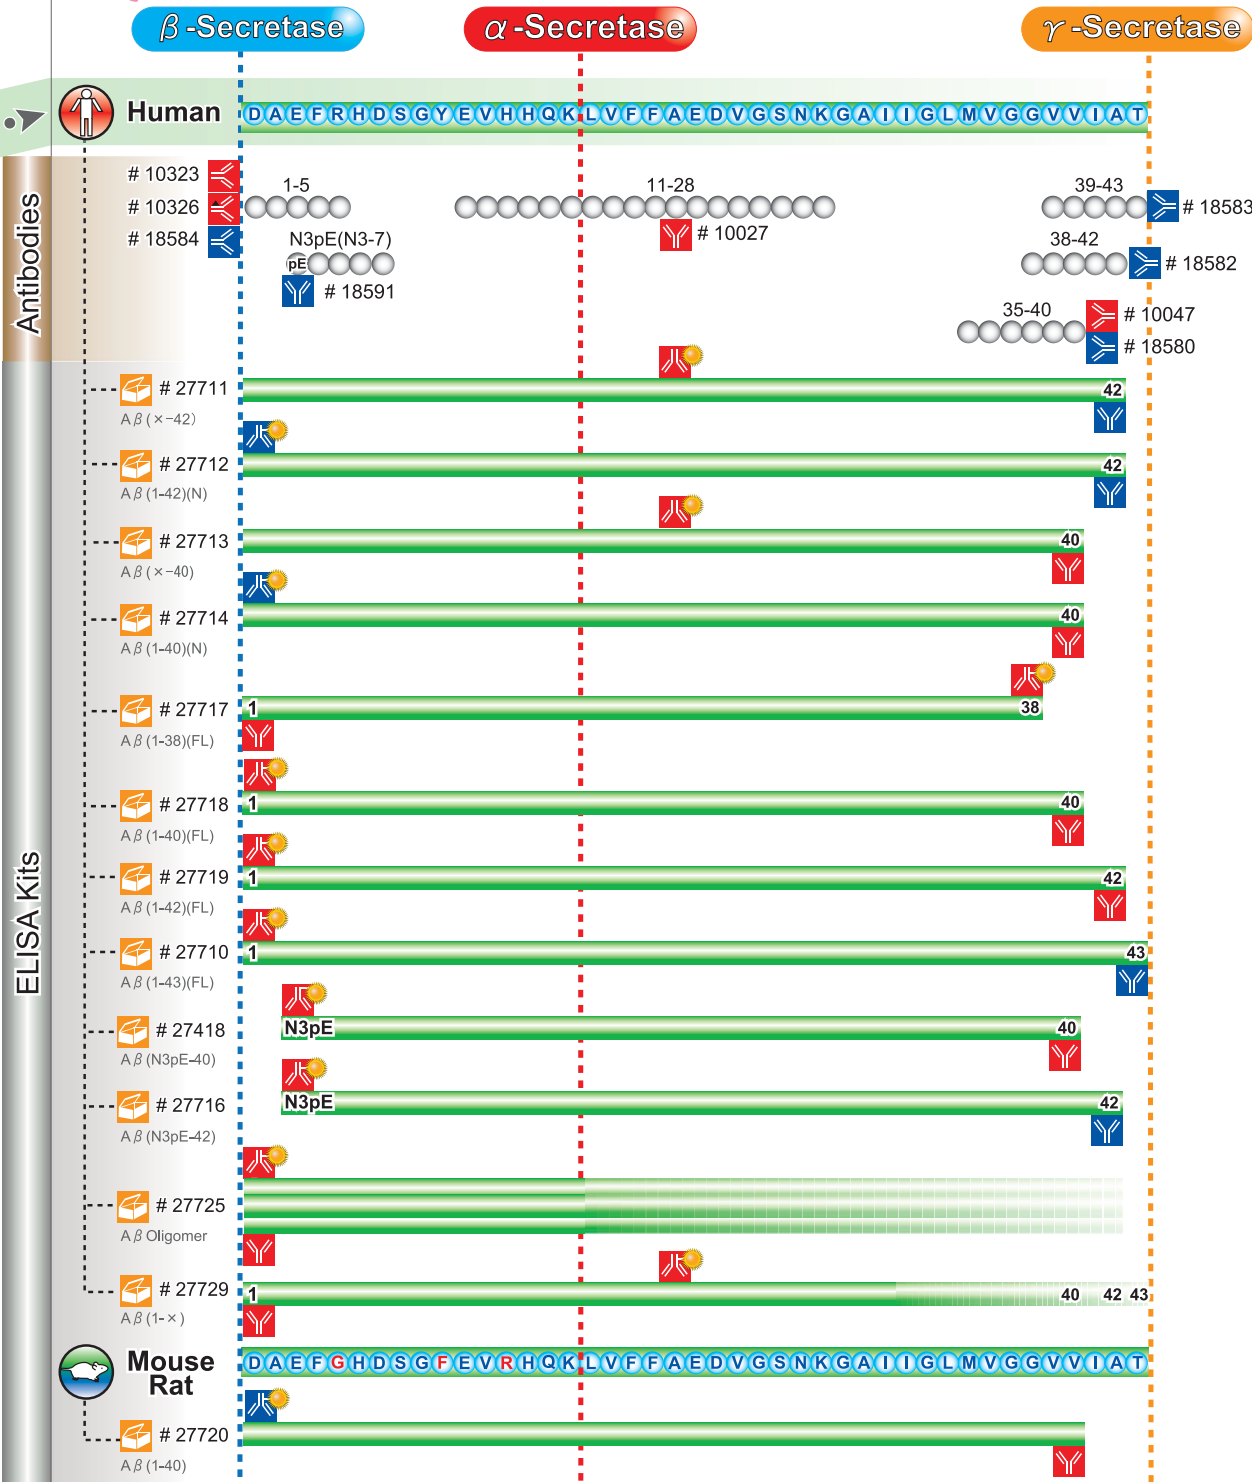 β-Secretase
α-Secretase
γ-Secretase
Human
DAEFRHDSGYEVHHQKLVFFAEDVGSNKGAIIGLMVGGVVIAT
Antibodies
# 10323
# 10326
# 18584
1-5
N3pE(N3-7)
pE
# 18591
11-28
# 10027
39-43
# 18583
38-42
# 18582
35-40
# 10047
# 18580
ELISA Kits
# 27711
Aβ(×-42)
42
# 27712
Aβ(1-42)(N)
42
# 27713
Aβ(×-40)
40
# 27714
Aβ(1-40)(N)
40
# 27717
Aβ(1-38)(FL)
1 38
# 27718
Aβ(1-40)(FL)
1 40
# 27719
Aβ(1-42)(FL)
1 42
# 27710
Aβ(1-43)(FL)
1 43
# 27418
Aβ(N3pE-40)
N3pE 40
# 27716
Aβ(N3pE-42)
N3pE 42
# 27725
Aβ Oligomer
# 27729
Aβ(1-×)
1 40 42 43
Mouse
Rat
DAEFGHDSGFEVRHQKLVFFAEDVGSNKGAIIGLMVGGVVIAT
# 27720
Aβ(1-40)